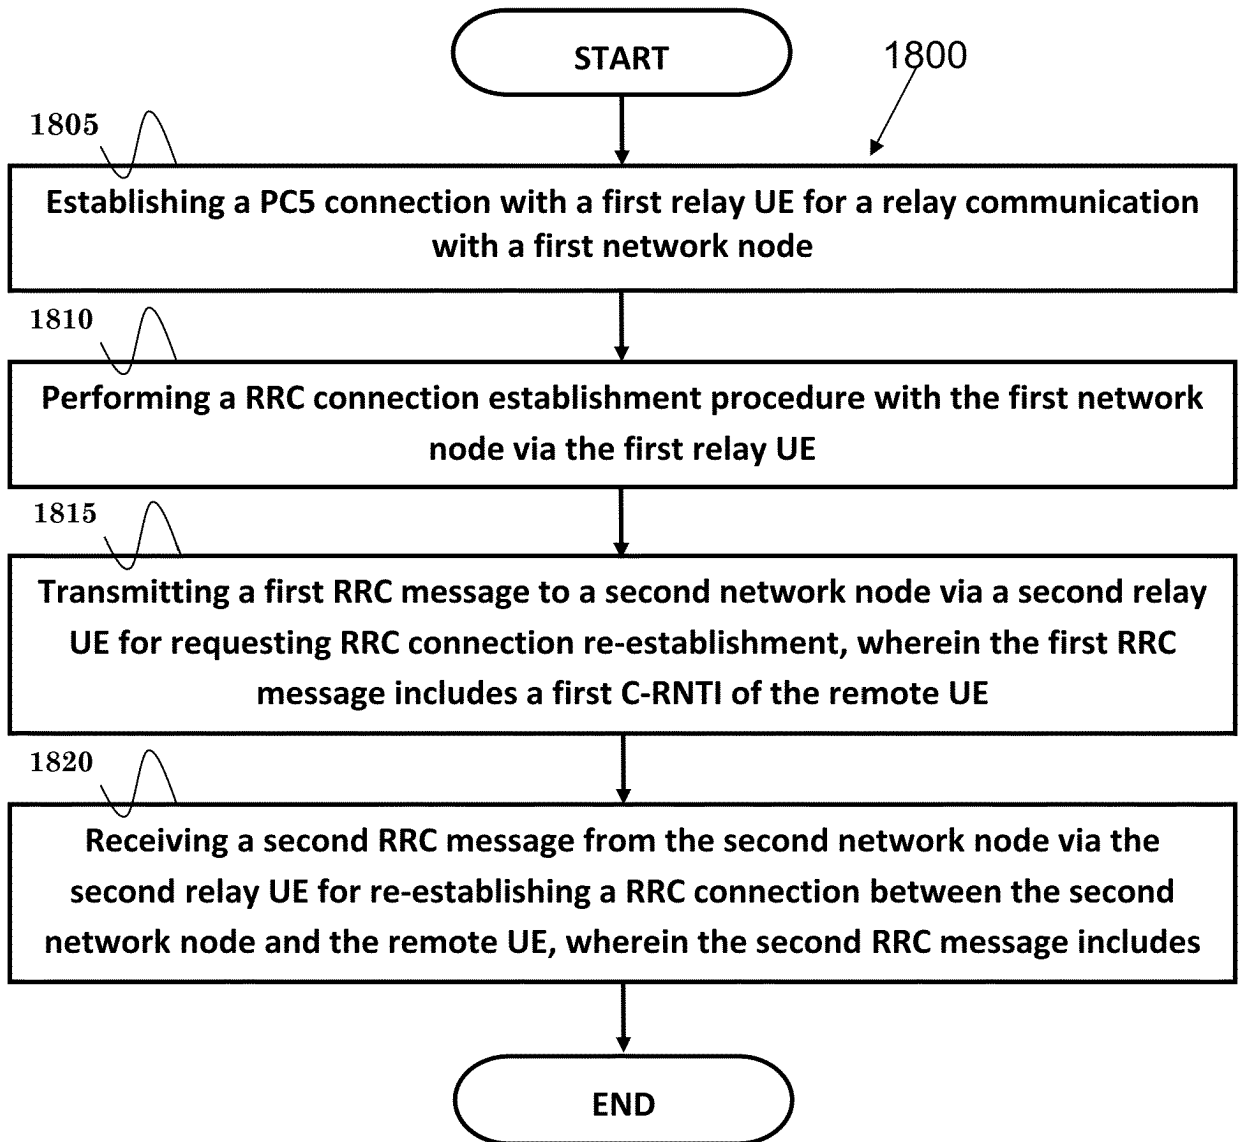 START
1800
1805
Establishing a PC5 connection with a first relay UE for a relay communication
with a first network node
1810
Performing a RRC connection establishment procedure with the first network
node via the first relay UE
1815
Transmitting a first RRC message to a second network node via a second relay
UE for requesting RRC connection re-establishment, wherein the first RRC
message includes a first C-RNTI of the remote UE
1820
Receiving a second RRC message from the second network node via the
second relay UE for re-establishing a RRC connection between the second
network node and the remote UE, wherein the second RRC message includes
END